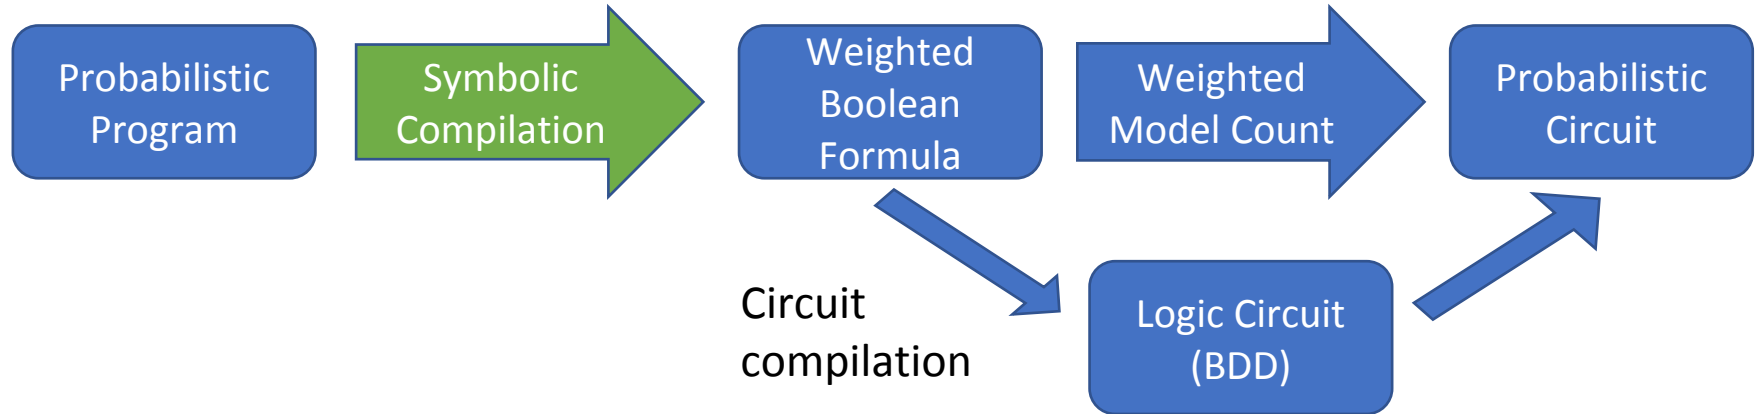 Probabilistic
Program
Symbolic
Compilation
Weighted
Boolean
Formula
Weighted
Model Count
Probabilistic
Circuit
Circuit
compilation
Logic Circuit
(BDD)